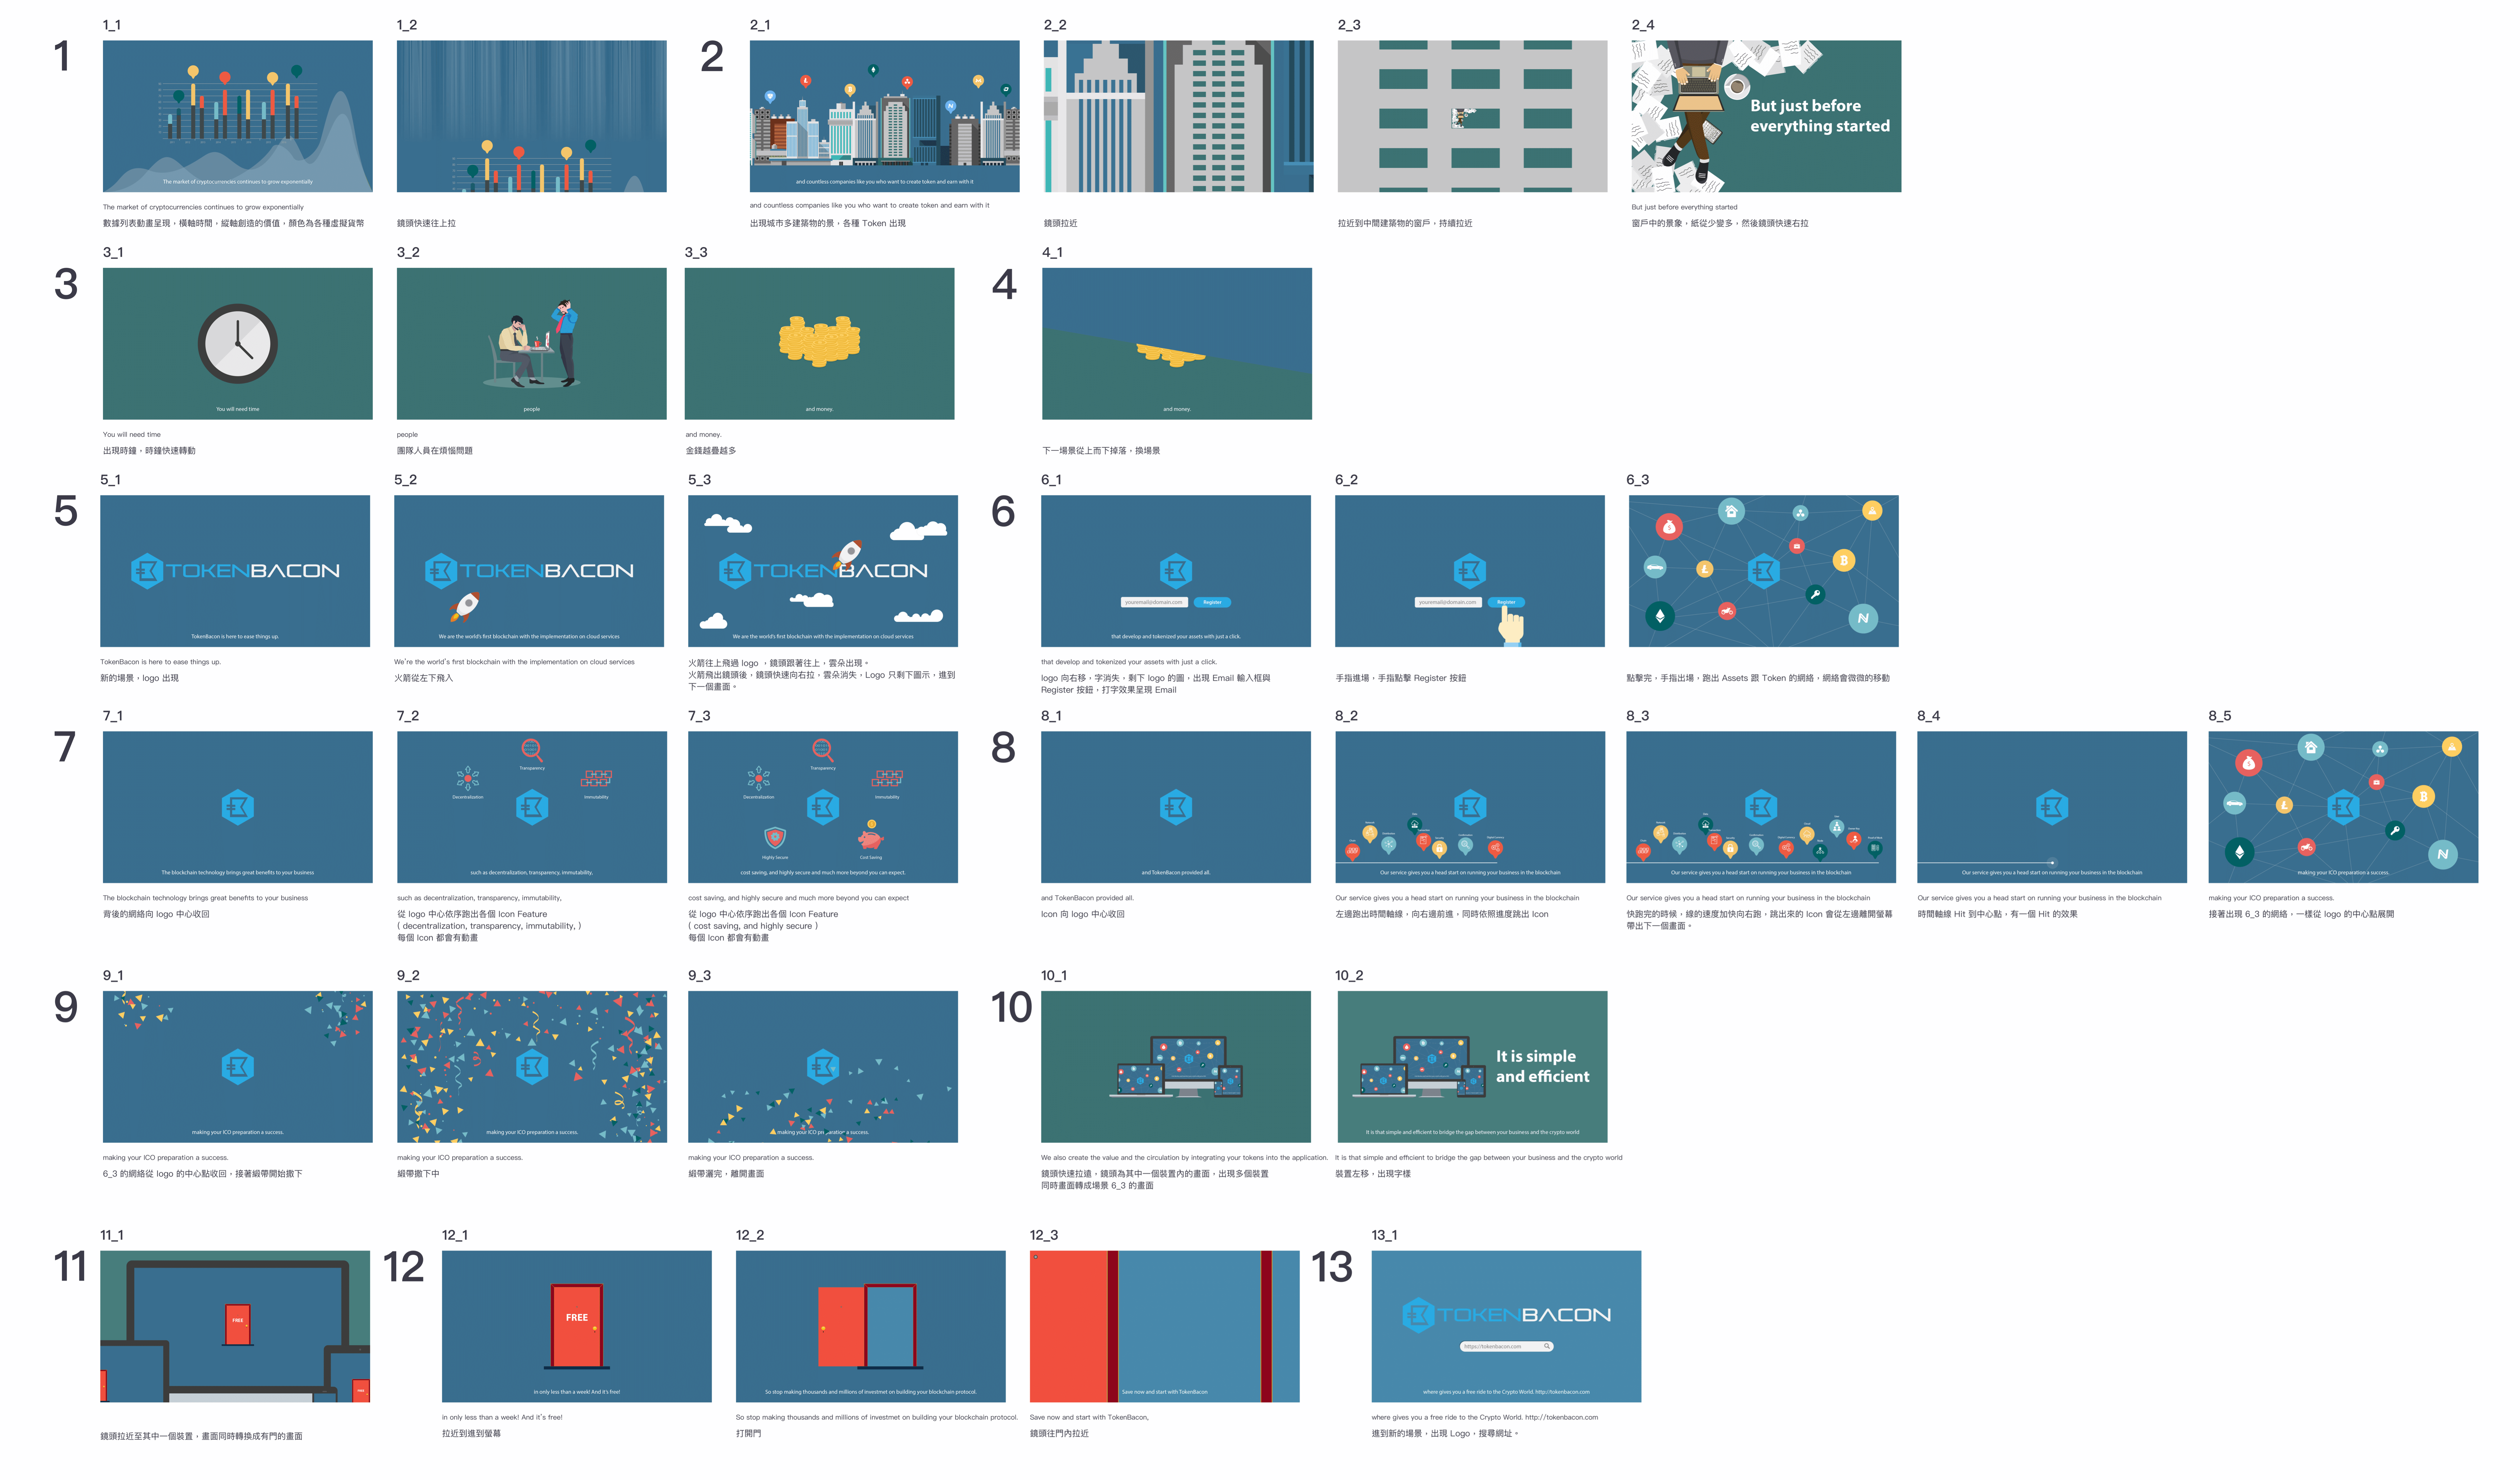 1
1_1
The market of cryptocurrencies continues to grow exponentially
The market of cryptocurrencies continues to grow exponentially
數據列表動畫呈現，橫軸時間，縱軸創造的價值，顏色為各種虛擬貨幣
1_2
鏡頭快速往上拉
2
2_1
and countless companies like you who want to create token and earn with it
and countless companies like you who want to create token and earn with it
出現城市多建築物的景，各種 Token 出現
2_2
鏡頭拉近
2_3
拉近到中間建築物的窗戶，持續拉近
2_4
But just before
everything started
But just before everything started
窗戶中的景象，紙從少變多，然後鏡頭快速右拉
3
3_1
You will need time
You will need time
出現時鐘，時鐘快速轉動
3_2
people
people
團隊人員在煩惱問題
3_3
and money.
and money.
金錢越疊越多
4
4_1
and money.
下一場景從上而下掉落，換場景
5
5_1
TOKENBACON
TokenBacon is here to ease things up.
TokenBacon is here to ease things up.
新的場景，logo 出現
5_2
TOKENBACON
We are the world's first blockchain with the implementation on cloud services
We're the world's first blockchain with the implementation on cloud services
火箭從左下飛入
5_3
TOKENBACON
We are the world's first blockchain with the implementation on cloud services
火箭往上飛過 logo ，鏡頭跟著往上，雲朵出現。
火箭飛出鏡頭後，鏡頭快速向右拉，雲朵消失，Logo 只剩下圖示，進到
下一個畫面。
6
6_1
youremail@domain.com
Register
that develop and tokenized your assets with just a click.
that develop and tokenized your assets with just a click.
logo 向右移，字消失，剩下 logo 的圖，出現 Email 輸入框與
Register 按鈕，打字效果呈現 Email
6_2
youremail@domain.com
Register
手指進場，手指點擊 Register 按鈕
6_3
點擊完，手指出場，跑出 Assets 跟 Token 的網絡，網絡會微微的移動
7
7_1
The blockchain technology brings great benefits to your business
The blockchain technology brings great benefits to your business
背後的網絡向 logo 中心收回
7_2
Transparency
Decentralization
Immutability
such as decentralization, transparency, immutability.
such as decentralization, transparency, immutability,
從 logo 中心依序跑出各個 Icon Feature
( decentralization, transparency, immutability, )
每個 Icon 都會有動畫
7_3
Transparency
Decentralization
Immutability
Highly Secure
Cost Saving
cost saving, and highly secure and much more beyond you can expect.
cost saving, and highly secure and much more beyond you can expect
從 logo 中心依序跑出各個 Icon Feature
( cost saving, and highly secure )
每個 Icon 都會有動畫
8
8_1
and TokenBacon provided all.
and TokenBacon provided all.
Icon 向 logo 中心收回
8_2
Our service gives you a head start on running your business in the blockchain
Our service gives you a head start on running your business in the blockchain
左邊跑出時間軸線，向右邊前進，同時依照進度跳出 Icon
8_3
Our service gives you a head start on running your business in the blockchain
Our service gives you a head start on running your business in the blockchain
快跑完的時候，線的速度加快向右跑，跳出來的 Icon 會從左邊離開螢幕
帶出下一個畫面。
8_4
Our service gives you a head start on running your business in the blockchain
Our service gives you a head start on running your business in the blockchain
時間軸線 Hit 到中心點，有一個 Hit 的效果
8_5
making your ICO preparation a success.
making your ICO preparation a success.
接著出現 6_3 的網絡，一樣從 logo 的中心點展開
9
9_1
making your ICO preparation a success.
making your ICO preparation a success.
6_3 的網絡從 logo 的中心點收回，接著緞帶開始撒下
9_2
making your ICO preparation a success.
making your ICO preparation a success.
緞帶撒下中
9_3
making your ICO preparation a success.
making your ICO preparation a success.
緞帶灑完，離開畫面
10
10_1
We also create the value and the circulation by integrating your tokens into the application.
鏡頭快速拉遠，鏡頭為其中一個裝置內的畫面，出現多個裝置
同時畫面轉成場景 6_3 的畫面
10_2
It is simple
and efficient
It is that simple and efficient to bridge the gap between your business and the crypto world
It is that simple and efficient to bridge the gap between your business and the crypto world
裝置左移，出現字樣
11
11_1
FREE
鏡頭拉近至其中一個裝置，畫面同時轉換成有門的畫面
12
12_1
FREE
in only less than a week! And it's free!
in only less than a week! And it's free!
拉近到進到螢幕
12_2
So stop making thousands and millions of investmet on building your blockchain protocol.
So stop making thousands and millions of investmet on building your blockchain protocol.
打開門
12_3
Save now and start with TokenBacon
Save now and start with TokenBacon,
鏡頭往門內拉近
13
13_1
TOKENBACON
https://tokenbacon.com
where gives you a free ride to the Crypto World. http://tokenbacon.com
where gives you a free ride to the Crypto World. http://tokenbacon.com
進到新的場景，出現 Logo，搜尋網址。